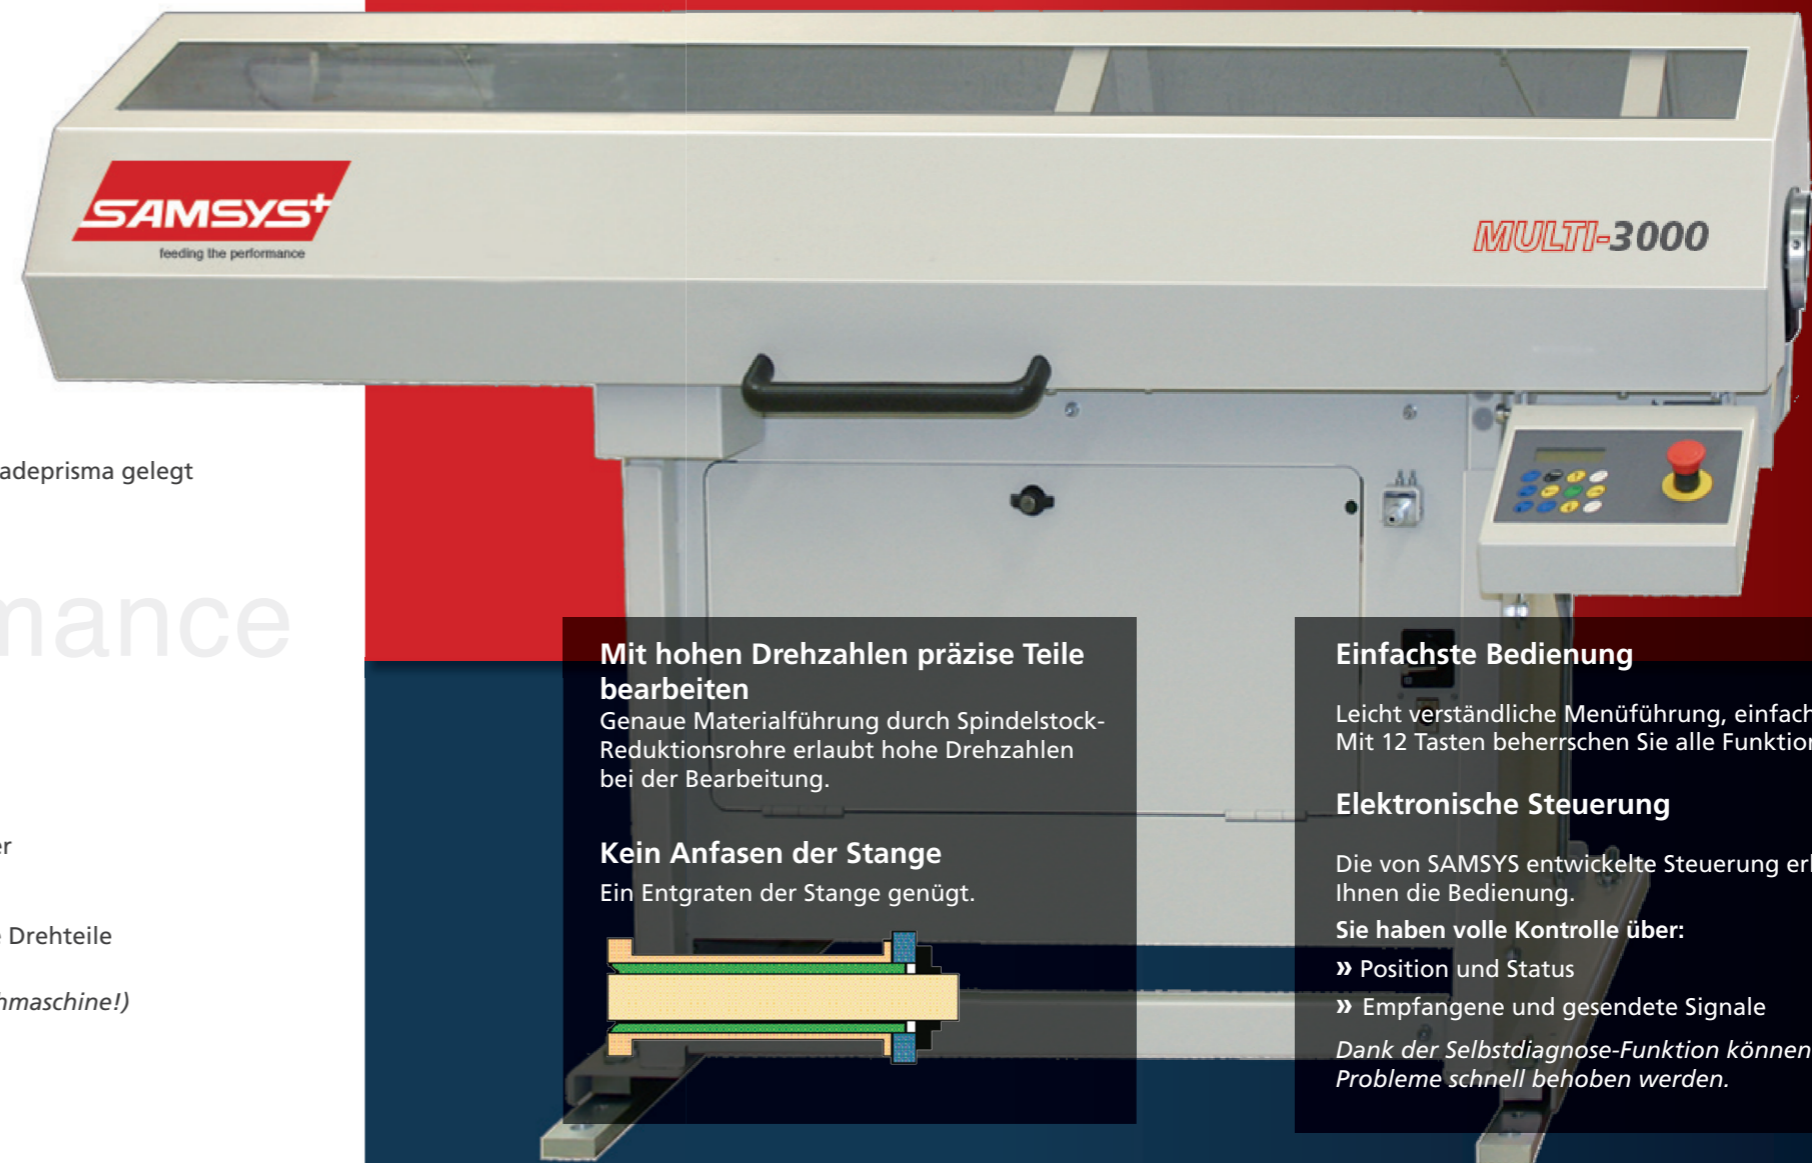 SAMSYS+
feeding the performance
MULTI-3000
adeprisma gelegt
mance
er
e Drehteile
hmaschine!)
Mit hohen Drehzahlen präzise Teile
bearbeiten
Genaue Materialführung durch Spindelstock-
Reduktionsrohre erlaubt hohe Drehzahlen
bei der Bearbeitung.
Kein Anfasen der Stange
Ein Entgraten der Stange genügt.
Einfachste Bedienung
Leicht verständliche Menüführung, einfach
Mit 12 Tasten beherrschen Sie alle Funktion
Elektronische Steuerung
Die von SAMSYS entwickelte Steuerung erl
Ihnen die Bedienung.
Sie haben volle Kontrolle über:
» Position und Status
» Empfangene und gesendete Signale
Dank der Selbstdiagnose-Funktion können
Probleme schnell behoben werden.